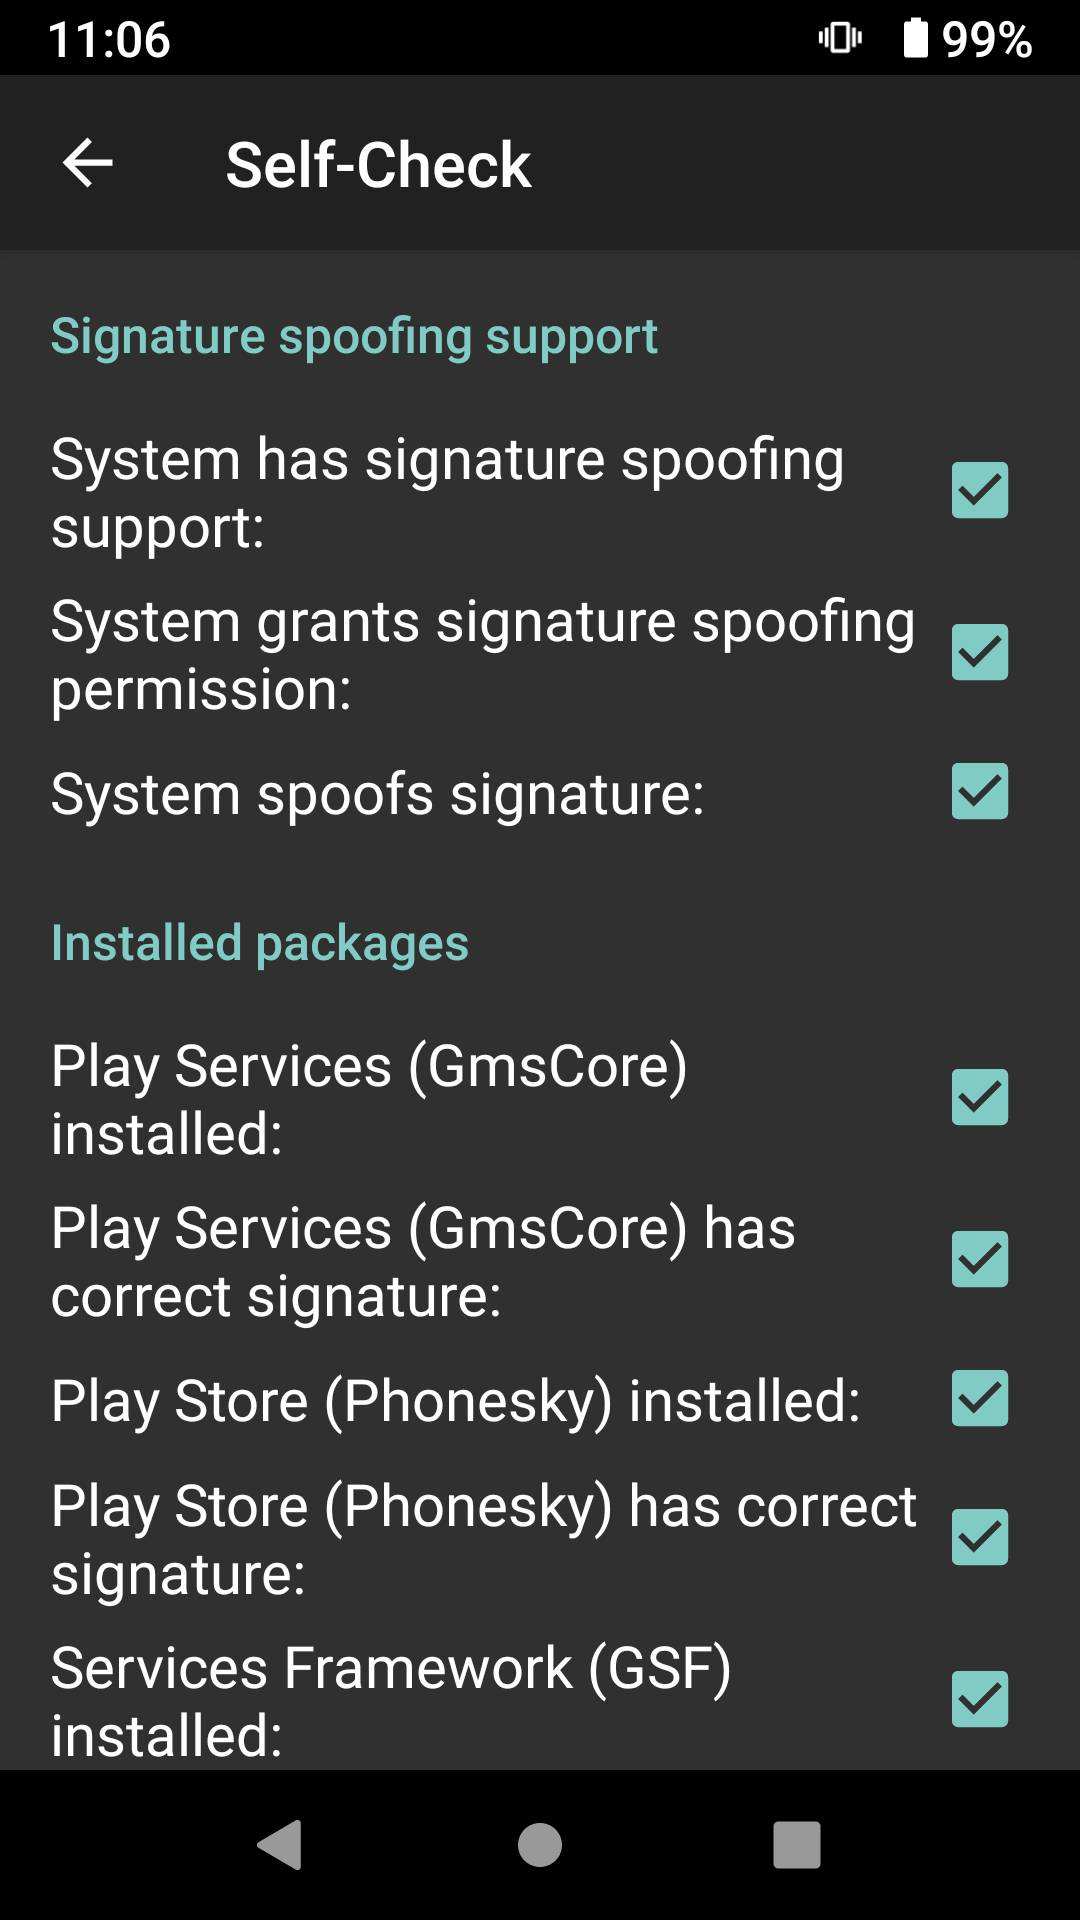 11:06 99%
Self-Check
Signature spoofing support
System has signature spoofing
support:
System grants signature spoofing
permission:
System spoofs signature:
Installed packages
Play Services (GmsCore)
installed:
Play Services (GmsCore) has
correct signature:
Play Store (Phonesky) installed:
Play Store (Phonesky) has correct
signature:
Services Framework (GSF)
installed: